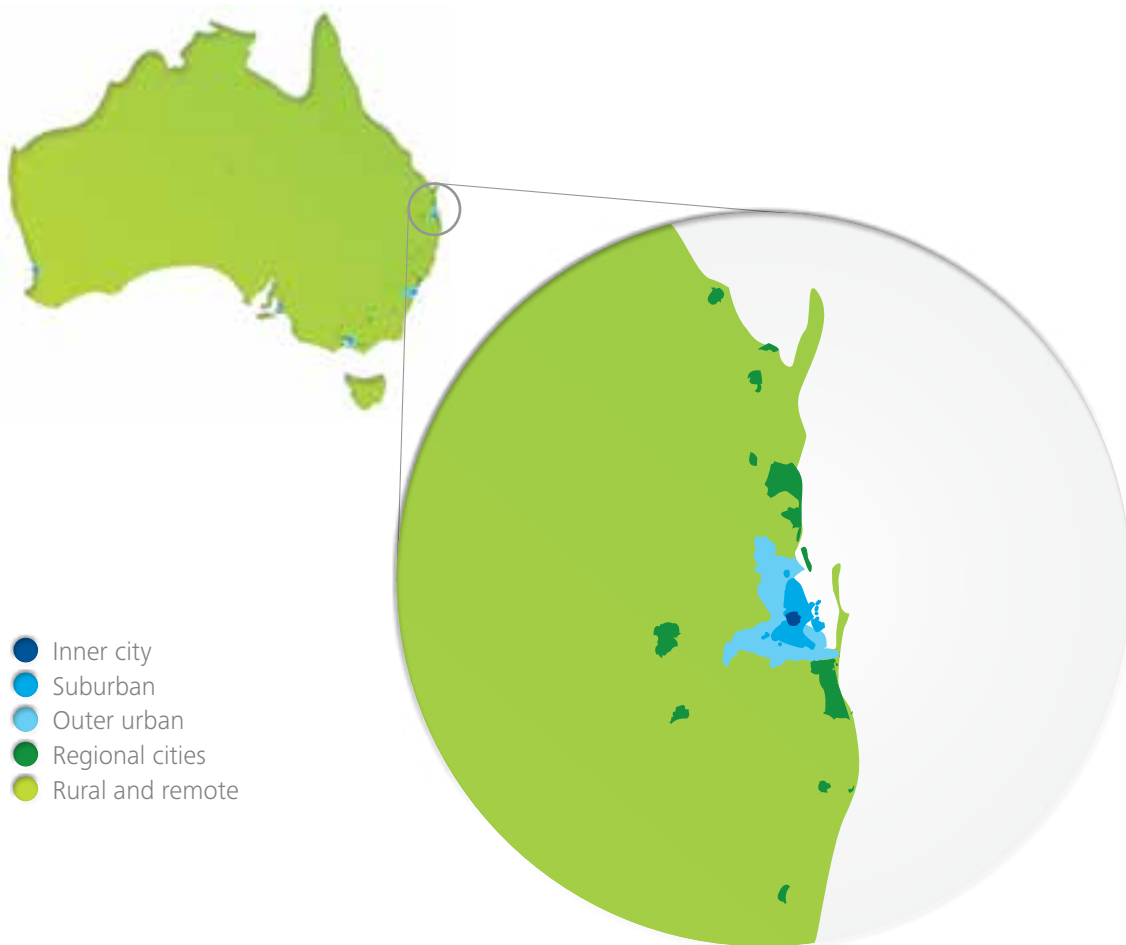 Inner city
Suburban
Outer urban
Regional cities
Rural and remote